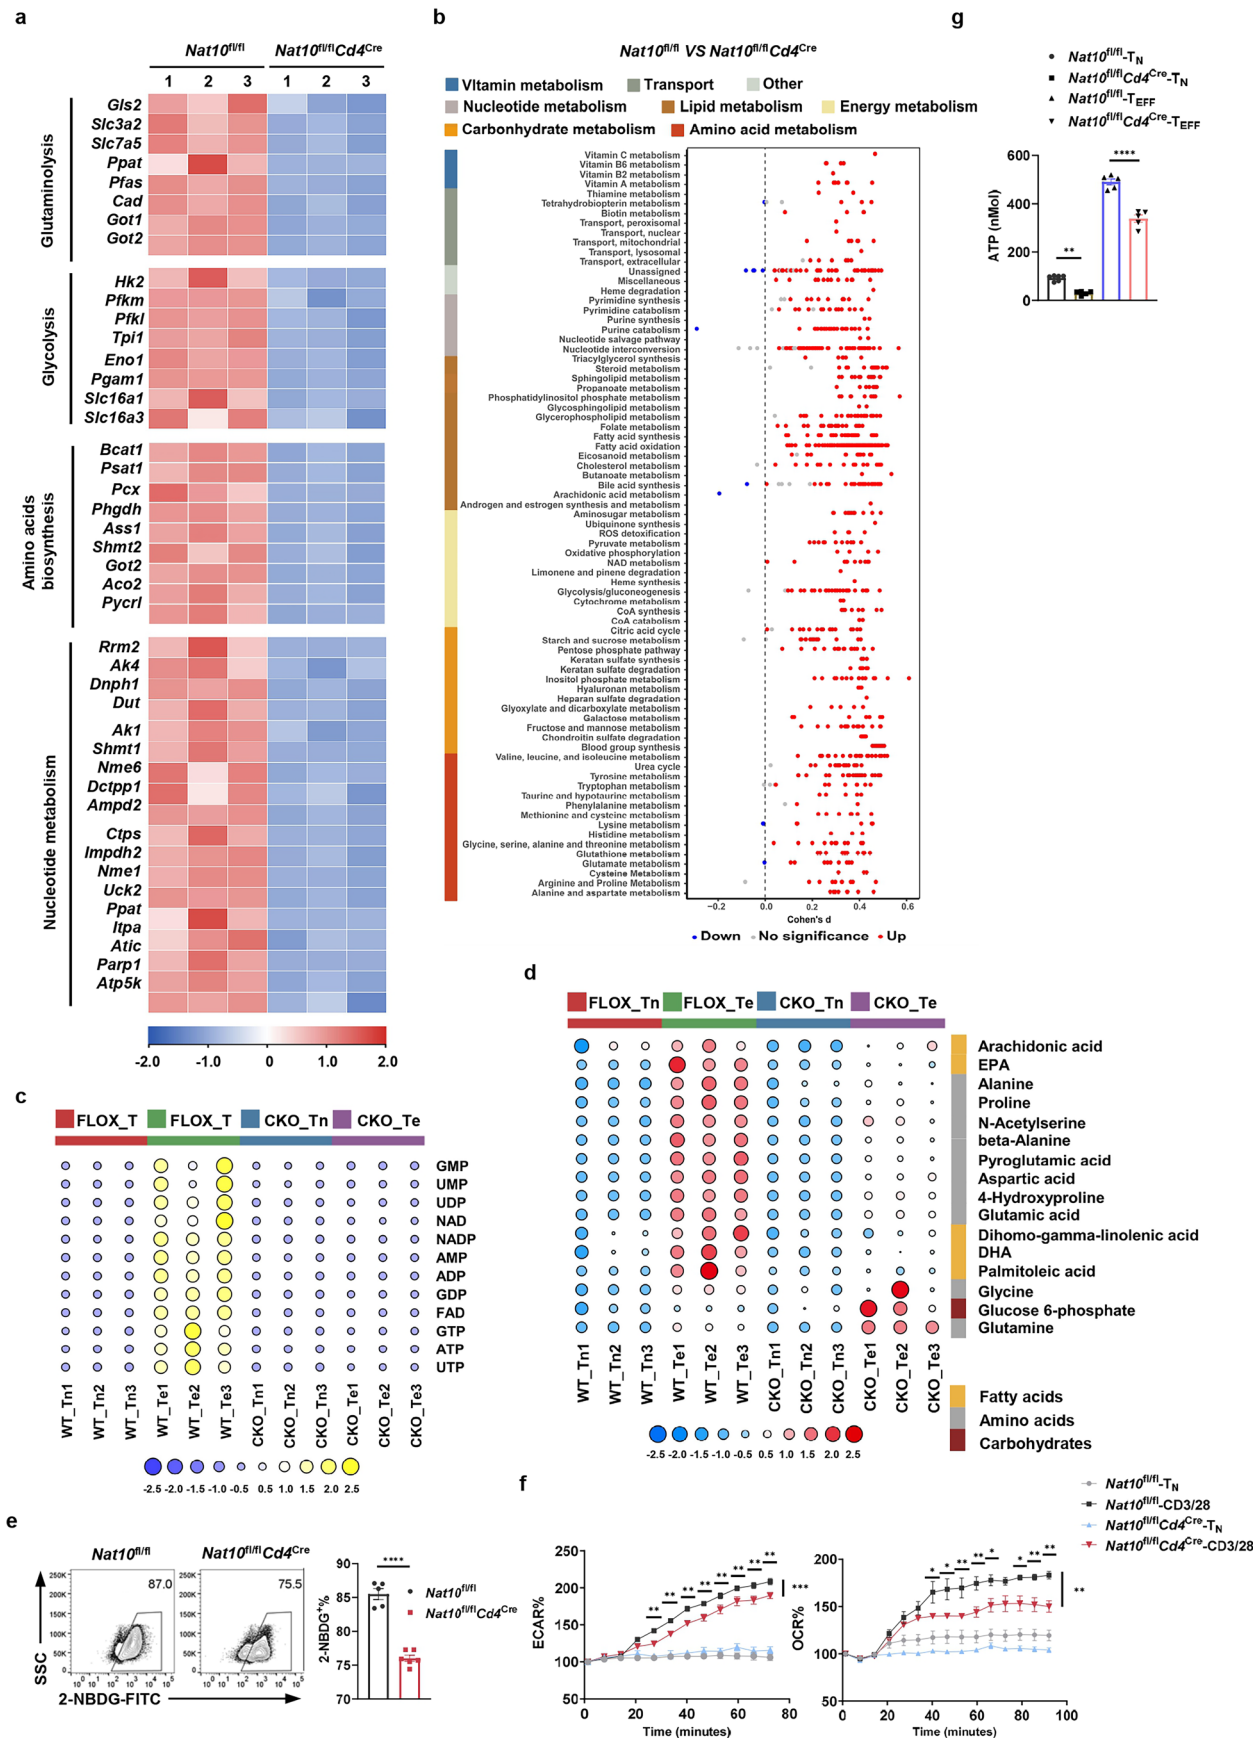 a
Nat10fl/fl Nat10fl/flCd4Cre
1 2 3 1 2 3
Glutaminolysis
Gls2
Slc3a2
Slc7a5
Ppat
Pfas
Cad
Got1
Got2
Glycolysis
Hk2
Pfkm
Pfkl
Tpi1
Eno1
Pgam1
Slc16a1
Slc16a3
Amino acids
biosynthesis
Bcat1
Psat1
Pcx
Phgdh
Ass1
Shmt2
Got2
Aco2
Pycrl
Nucleotide metabolism
Rrm2
Ak4
Dnph1
Dut
Ak1
Shmt1
Nme6
Dctpp1
Ampd2
Ctps
Impdh2
Nme1
Uck2
Ppat
Itpa
Atic
Parp1
Atp5k
-2.0 -1.0 0 1.0 2.0
b
Nat10fl/fl VS Nat10fl/flCd4Cre
VItamin metabolism Transport Other
Nucleotide metabolism Lipid metabolism Energy metabolism
Carbonhydrate metabolism Amino acid metabolism
Vitamin C metabolism
Vitamin B6 metabolism
Vitamin B2 metabolism
Vitamin A metabolism
Thiamine metabolism
Tetrahydrobiopterin metabolism
Biotin metabolism
Transport, peroxisomal
Transport, nuclear
Transport, mitochondrial
Transport, lysosomal
Transport, extracellular
Unassigned
Miscellaneous
Heme degradation
Pyrimidine synthesis
Pyrimidine catabolism
Purine synthesis
Purine catabolism
Nucleotide salvage pathway
Nucleotide interconversion
Triacylglycerol synthesis
Steroid metabolism
Sphingolipid metabolism
Propanoate metabolism
Phosphatidylinositol phosphate metabolism
Glycosphingolipid metabolism
Glycerophospholipid metabolism
Folate metabolism
Fatty acid synthesis
Fatty acid oxidation
Eicosanoid metabolism
Cholesterol metabolism
Butanoate metabolism
Bile acid synthesis
Arachidonic acid metabolism
Androgen and estrogen synthesis and metabolism
Aminosugar metabolism
Ubiquinone synthesis
ROS detoxification
Pyruvate metabolism
Oxidative phosphorylation
NAD metabolism
Limonene and pinene degradation
Heme synthesis
Glycolysis/gluconeogenesis
Cytochrome metabolism
CoA synthesis
CoA catabolism
Citric acid cycle
Starch and sucrose metabolism
Pentose phosphate pathway
Keratan sulfate synthesis
Keratan sulfate degradation
Inositol phosphate metabolism
Hyaluronan metabolism
Heparan sulfate degradation
Glyoxylate and dicarboxylate metabolism
Galactose metabolism
Fructose and mannose metabolism
Chondroitin sulfate degradation
Blood group synthesis
Valine, leucine, and isoleucine metabolism
Urea cycle
Tyrosine metabolism
Tryptophan metabolism
Taurine and hypotaurine metabolism
Phenylalanine metabolism
Methionine and cysteine metabolism
Lysine metabolism
Histidine metabolism
Glycine, serine, alanine and threonine metabolism
Glutathione metabolism
Glutamate metabolism
Cysteine Metabolism
Arginine and Proline Metabolism
Alanine and aspartate metabolism
−0.2 0.0 0.2 0.4 0.6
Cohen's d
Down No significance Up
g
Nat10fl/fl-TN
Nat10fl/flCd4Cre-TN
Nat10fl/fl-TEFF
Nat10fl/flCd4Cre-TEFF
ATP (nMol)
600
400
200
0
** ****
c
FLOX_T FLOX_T CKO_Tn CKO_Te
GMP
UMP
UDP
NAD
NADP
AMP
ADP
GDP
FAD
GTP
ATP
UTP
WT_Tn1 WT_Tn2 WT_Tn3 WT_Te1 WT_Te2 WT_Te3 CKO_Tn1 CKO_Tn2 CKO_Tn3 CKO_Te1 CKO_Te2 CKO_Te3
-2.5 -2.0 -1.5 -1.0 -0.5 0.5 1.0 1.5 2.0 2.5
d
FLOX_Tn FLOX_Te CKO_Tn CKO_Te
Arachidonic acid
EPA
Alanine
Proline
N-Acetylserine
beta-Alanine
Pyroglutamic acid
Aspartic acid
4-Hydroxyproline
Glutamic acid
Dihomo-gamma-linolenic acid
DHA
Palmitoleic acid
Glycine
Glucose 6-phosphate
Glutamine
WT_Tn1 WT_Tn2 WT_Tn3 WT_Te1 WT_Te2 WT_Te3 CKO_Tn1 CKO_Tn2 CKO_Tn3 CKO_Te1 CKO_Te2 CKO_Te3
Fatty acids
Amino acids
Carbohydrates
-2.5 -2.0 -1.5 -0.5 0.5 1.0 1.5 2.0 2.5
e
Nat10fl/fl Nat10fl/flCd4Cre
250K 200K 150K 100K 50K 0
87.0
250K 200K 150K 100K 50K 0
75.5
SSC
10 10¹ 10² 10³ 10⁴ 10⁵
10 10¹ 10² 10³ 10⁴ 10⁵
2-NBDG-FITC
2-NBDG+%
90
85
80
75
70
****
Nat10fl/fl
Nat10fl/flCd4Cre
f
Nat10fl/fl-TN
Nat10fl/fl-CD3/28
Nat10fl/flCd4Cre-TN
Nat10fl/flCd4Cre-CD3/28
ECAR%
250
200
150
100
50
** ** ** ** ** ** ** **
***
0 20 40 60 80
Time (minutes)
OCR%
200
150
100
50
* * ** ** * * ** **
**
0 20 40 60 80 100
Time (minutes)